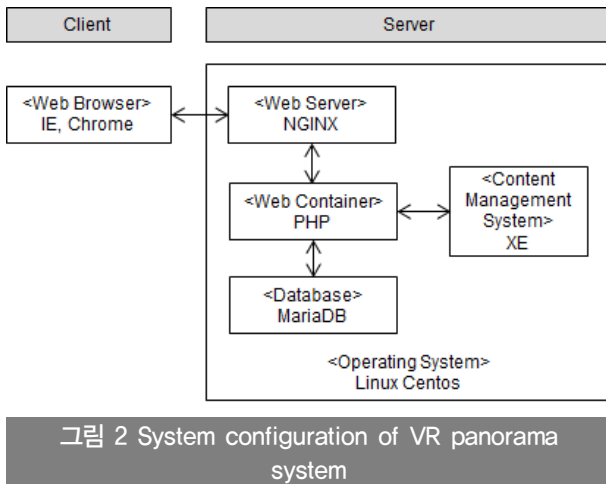 Client
Server
<Web Browser>
IE, Chrome
<Web Server>
NGINX
<Web Container>
PHP
<Content
Management
System>
XE
<Database>
MariaDB
<Operating System>
Linux Centos
그림 2 System configuration of VR panorama
system